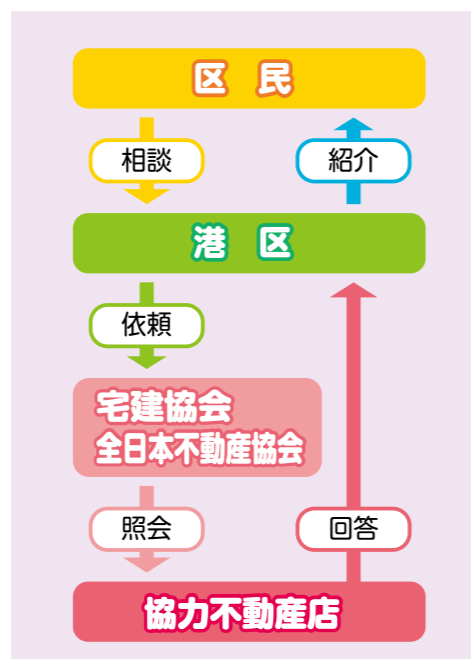 区 民
相談
紹介
港 区
依頼
宅建協会
全日本不動産協会
照会
回答
協力不動産店